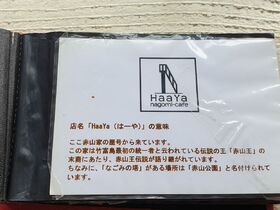 HaaYa
nagomi-cafe
店名「HaaYa（はーや）」の意味
ここ赤山家の屋号から来ています。
この家は竹富島最初の統一者と云われている伝説の王「赤山王」の
末裔にあたり、赤山王伝説が語り継がれています。
ちなみに、「なごみの塔」がある場所は「赤山公園」と名付けられて
います。